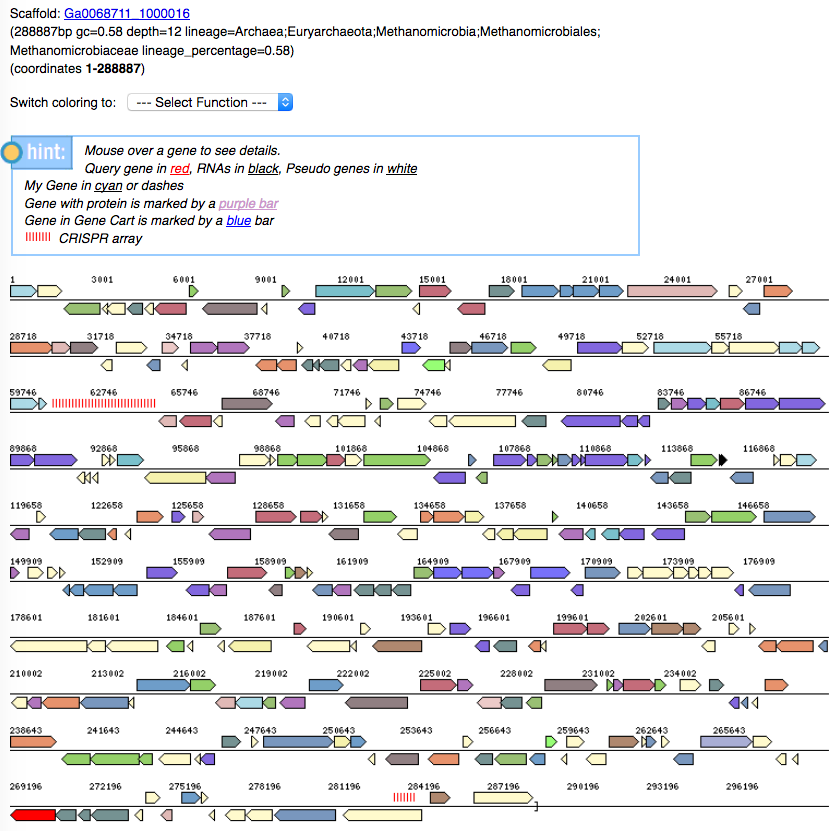 Scaffold: Ga0068711_1000016
(288887bp gc=0.58 depth=12 lineage=Archaea;Euryarchaeota;Methanomicrobia;Methanomicrobiales;
Methanomicrobiaceae lineage_percentage=0.58)
(coordinates 1-288887)
Switch coloring to: --- Select Function ---
hint: Mouse over a gene to see details.
Query gene in red, RNAs in black, Pseudo genes in white
My Gene in cyan or dashes
Gene with protein is marked by a purple bar
Gene in Gene Cart is marked by a blue bar
CRISPR array
1 3001 6001 9001 12001 15001 18001 21001 24001 27001
28718 31718 34718 37718 40718 43718 46718 49718 52718 55718
59746 62746 65746 68746 71746 74746 77746 80746 83746 86746
89868 92868 95868 98868 101868 104868 107868 110868 113868 116868
119658 122658 125658 128658 131658 134658 137658 140658 143658 146658
149909 152909 155909 158909 161909 164909 167909 170909 173909 176909
178601 181601 184601 187601 190601 193601 196601 199601 202601 205601
210002 213002 216002 219002 222002 225002 228002 231002 234002
238643 241643 244643 247643 250643 253643 256643 259643 262643 265643
269196 272196 275196 278196 281196 284196 287196 290196 293196 296196